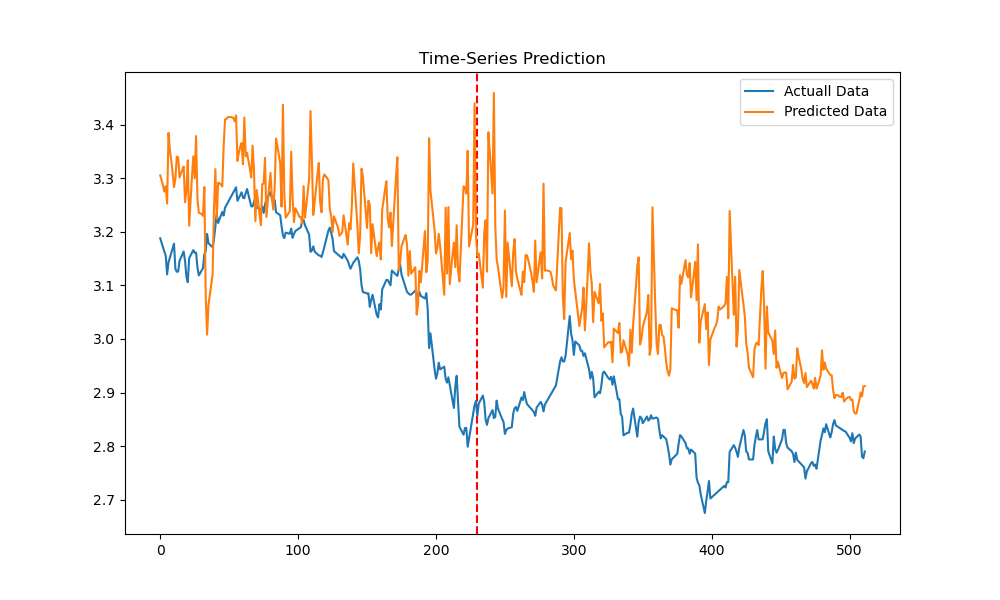 Time-Series Prediction
Actuall Data
Predicted Data
3.4
3.3
3.2
3.1
3.0
2.9
2.8
2.7
0 100 200 300 400 500